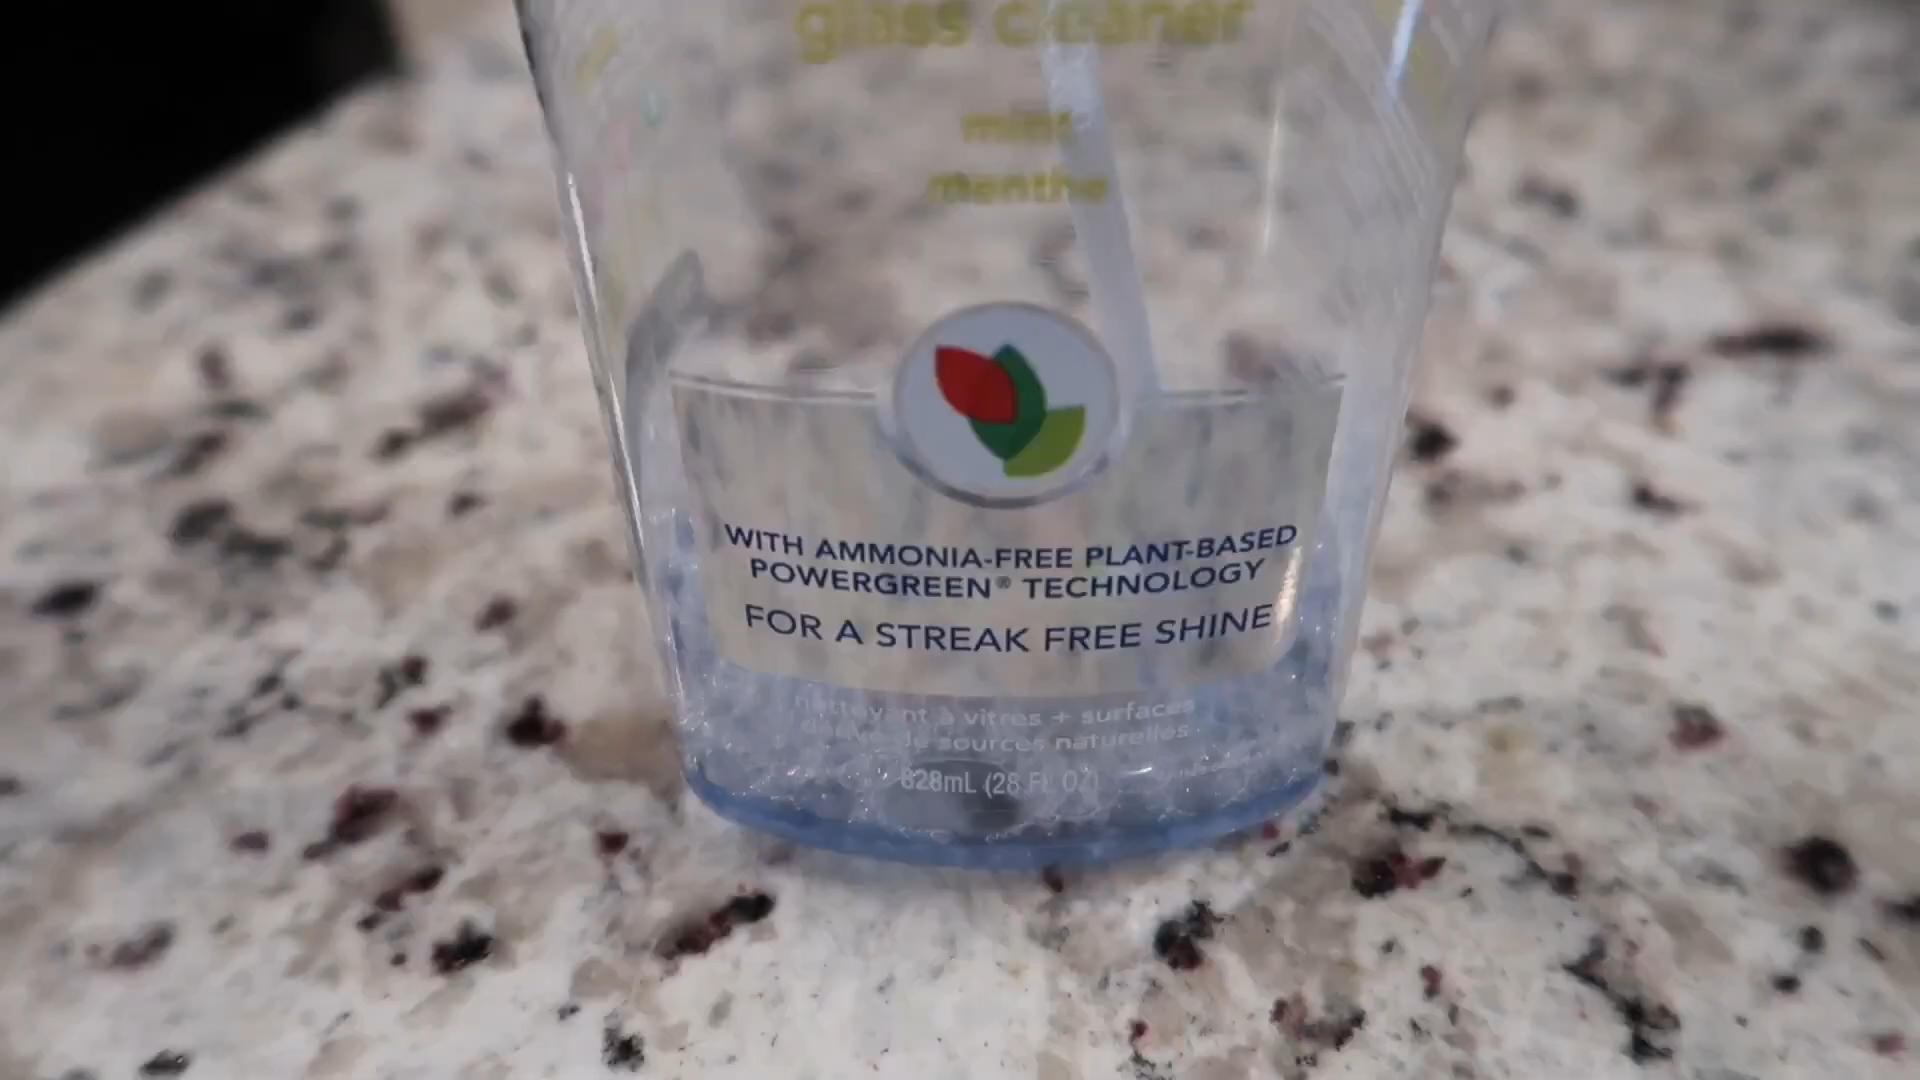 glass cleaner
mint
menthe
WITH AMMONIA-FREE PLANT-BASED
POWERGREEN® TECHNOLOGY
FOR A STREAK FREE SHINE
nettoyant à vitres + surfaces
dérivé de sources naturelles
828mL (28 FL OZ)